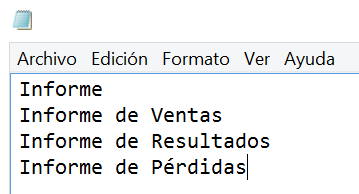 Archivo Edición Formato Ver Ayuda
Informe
Informe de Ventas
Informe de Resultados
Informe de Pérdidas